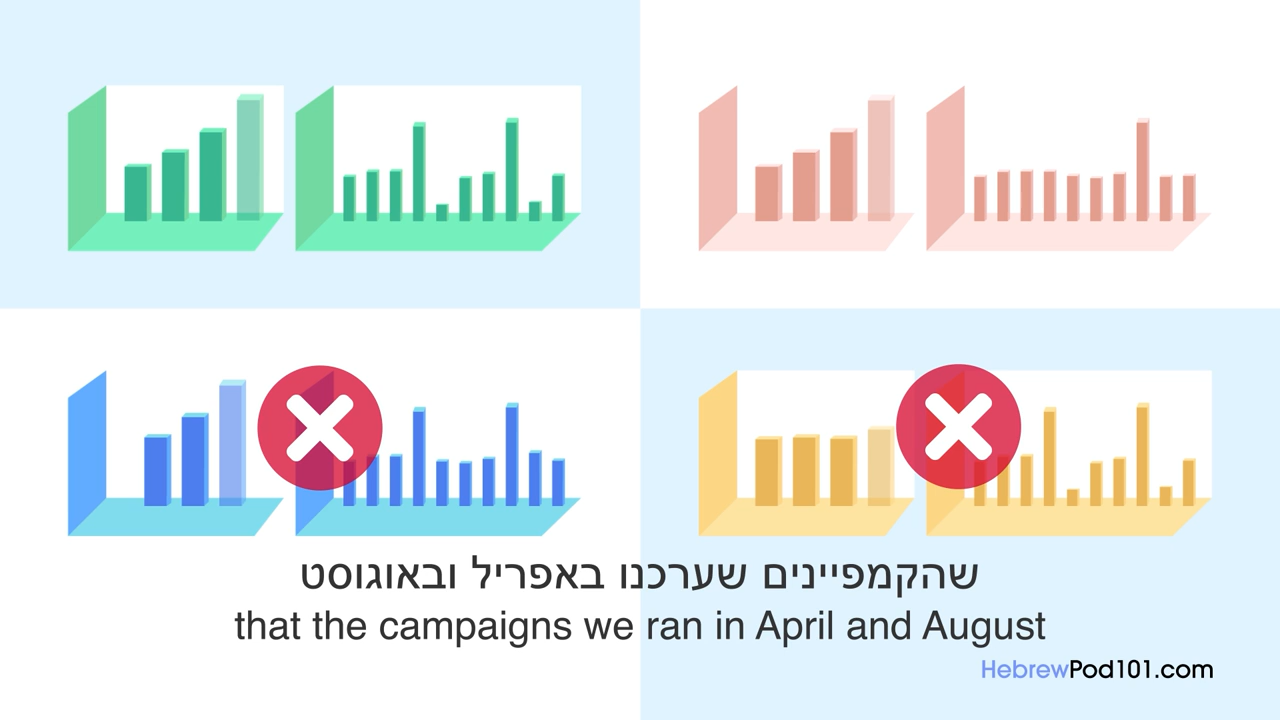 שהקמפיינים שערכנו באפריל ובאוגוסט
that the campaigns we ran in April and August
HebrewPod101.com